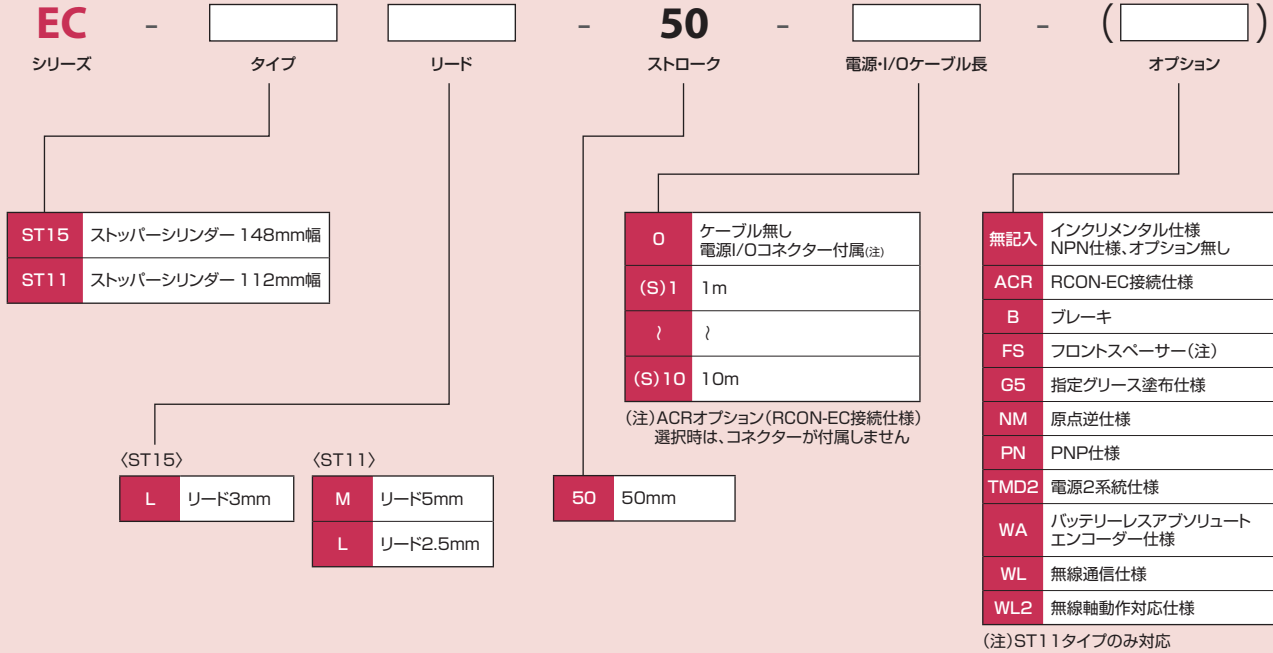 EC - - 50 - - ( )
シリーズ タイプ リード ストローク 電源・I/Oケーブル長 オプション
ST15 ストッパーシリンダー 148mm幅
ST11 ストッパーシリンダー 112mm幅
〈ST15〉
L リード3mm
〈ST11〉
M リード5mm
L リード2.5mm
50 50mm
0 ケーブル無し
電源I/Oコネクター付属(注)
(S)1 1m
〜 〜
(S)10 10m
(注)ACRオプション(RCON-EC接続仕様)
選択時は、コネクターが付属しません
無記入 インクリメンタル仕様
NPN仕様、オプション無し
ACR RCON-EC接続仕様
B ブレーキ
FS フロントスペーサー(注)
G5 指定グリース塗布仕様
NM 原点逆仕様
PN PNP仕様
TMD2 電源2系統仕様
WA バッテリーレスアブソリュート
エンコーダー仕様
WL 無線通信仕様
WL2 無線軸動作対応仕様
(注)ST11タイプのみ対応